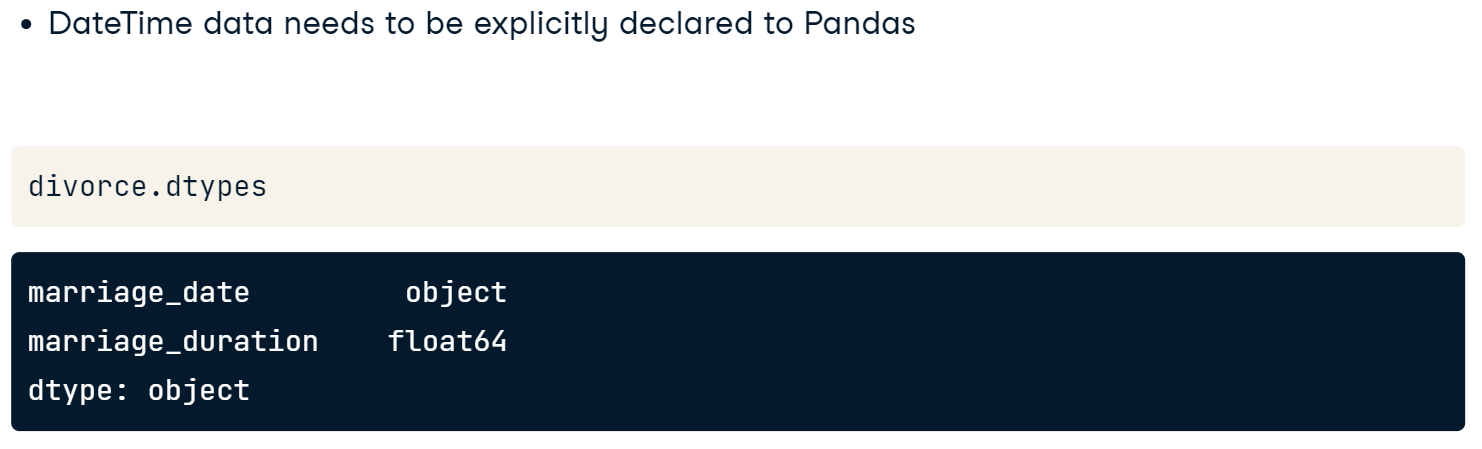 • DateTime data needs to be explicitly declared to Pandas
divorce.dtypes
marriage_date         object
marriage_duration    float64
dtype: object